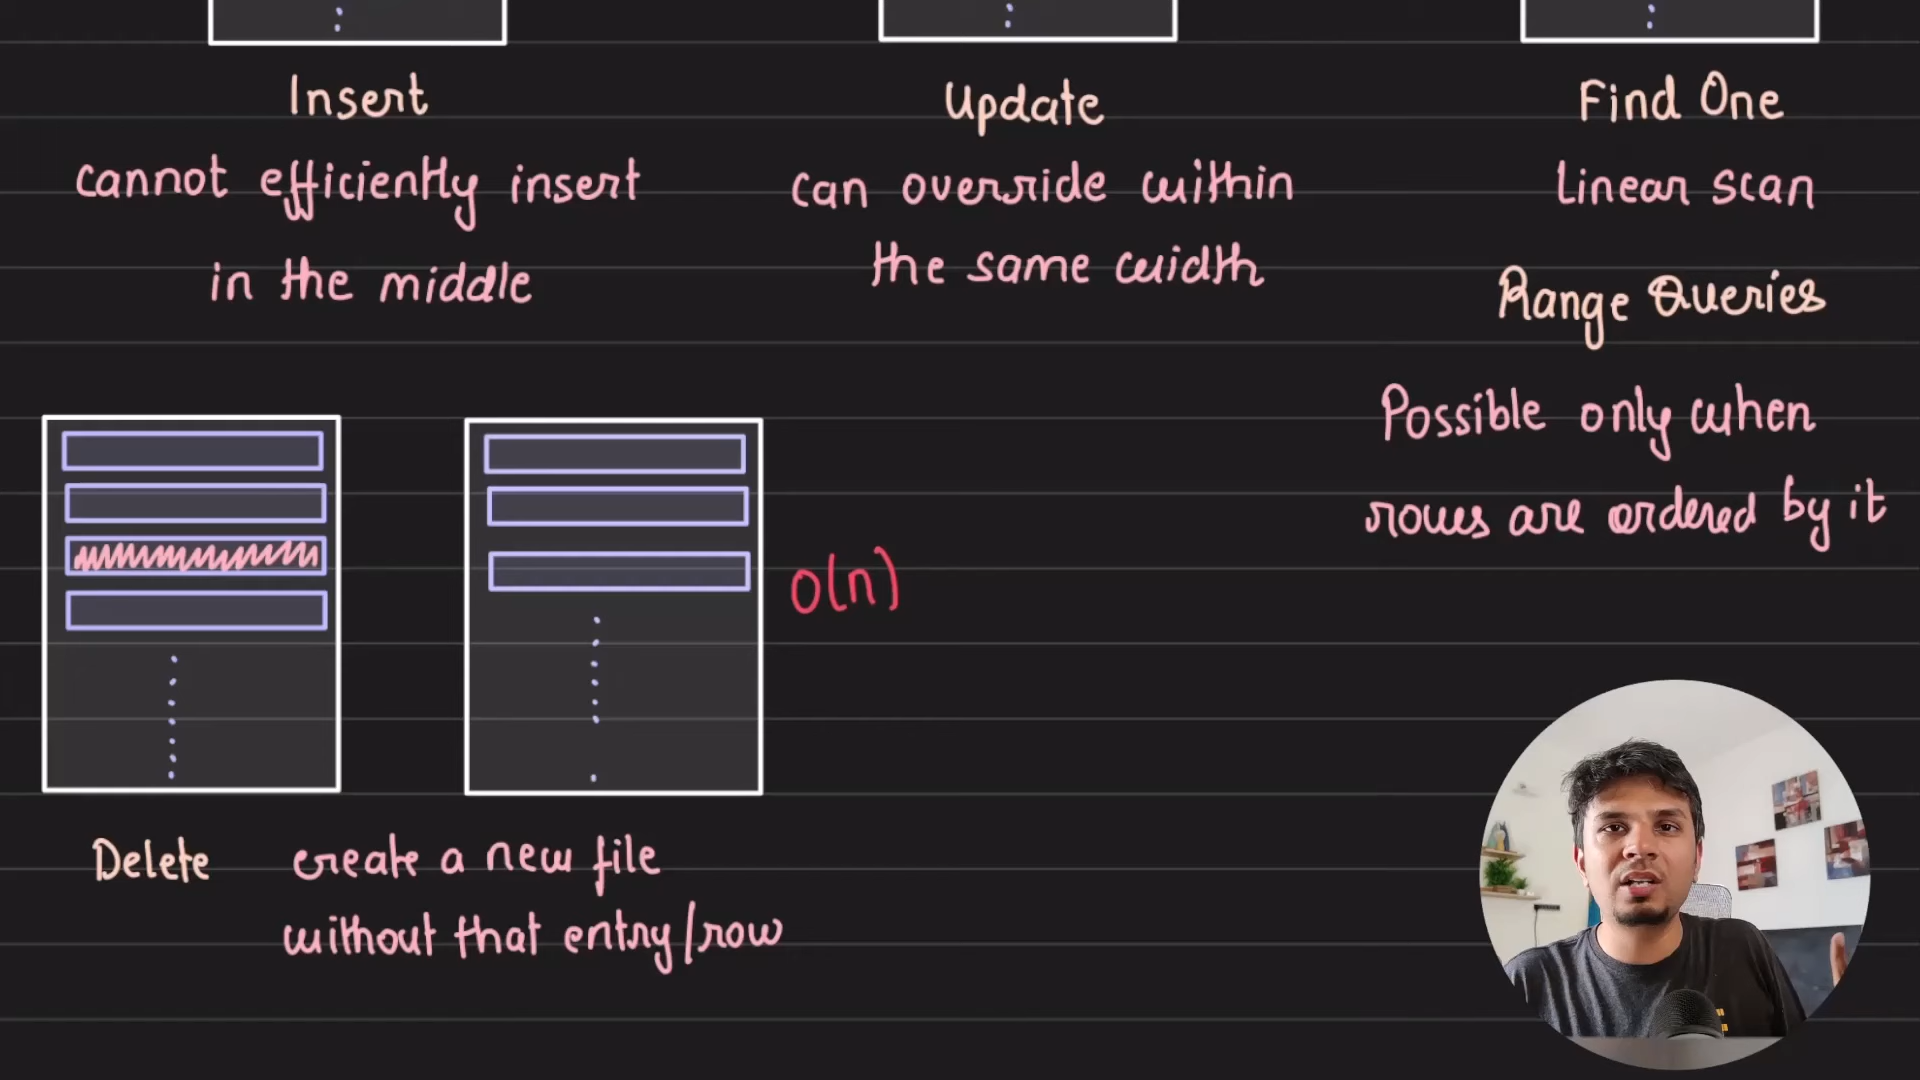 Insert
cannot efficiently insert
in the middle
Update
can override within
the same width
Find One
Linear scan
Range Queries
Possible only when
rows are ordered by it
O(n)
Delete
create a new file
without that entry/row